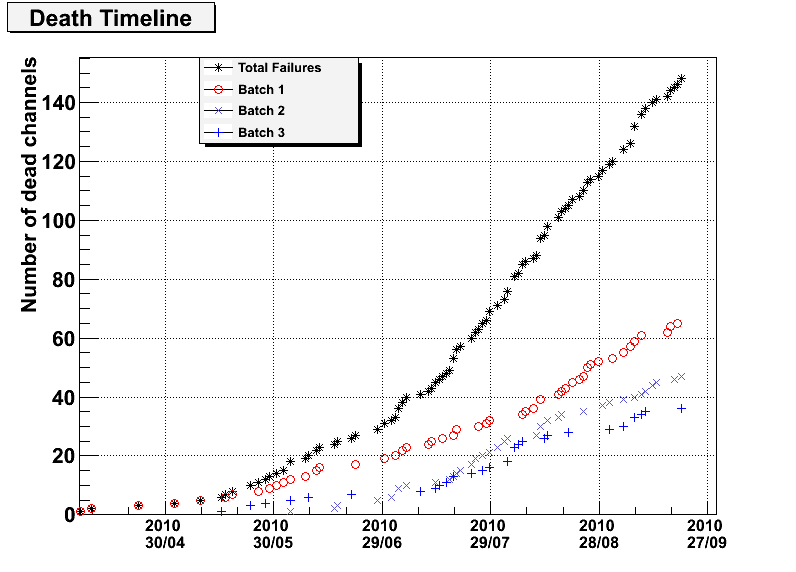 Death Timeline
Number of dead channels
Total Failures
Batch 1
Batch 2
Batch 3
140
120
100
80
60
40
20
0
2010 2010 2010 2010 2010 2010
30/04 30/05 29/06 29/07 28/08 27/09